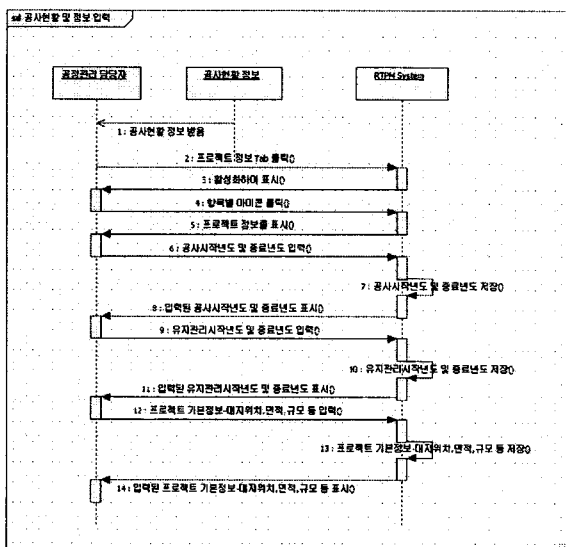 sd 공사현황 및 정보 입력
공정관리 담당자
공사현황 정보
RTPM System
1 : 공사현황 정보 받음
2 : 프로젝트 정보 Tab 클릭()
3 : 활성화하여 표시()
4 : 항목별 아이콘 클릭()
5 : 프로젝트 정보를 표시()
6 : 공사시작년도 및 종료년도 입력()
7 : 공사시작년도 및 종료년도 저장()
8 : 입력된 공사시작년도 및 종료년도 표시()
9 : 유지관리시작년도 및 종료년도 입력()
10 : 유지관리시작년도 및 종료년도 저장()
11 : 입력된 유지관리시작년도 및 종료년도 표시()
12 : 프로젝트 기본정보-대지위치,면적,규모 등 입력()
13 : 프로젝트 기본정보-대지위치,면적,규모 등 저장()
14 : 입력된 프로젝트 기본정보-대지위치,면적,규모 등 표시()